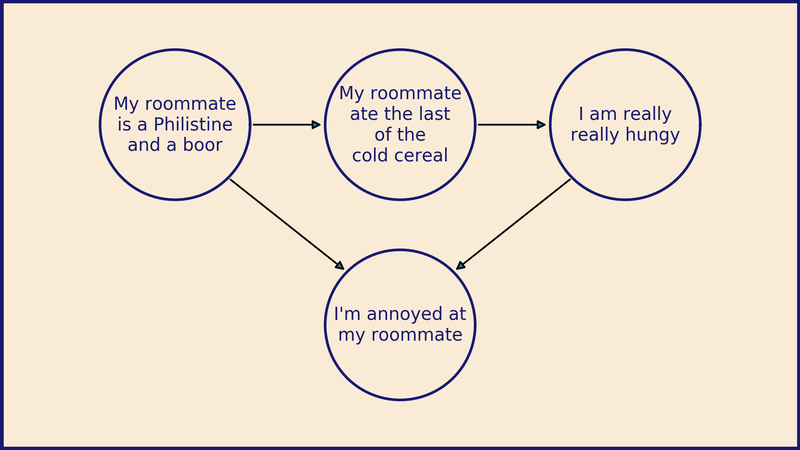 My roommate
is a Philistine
and a boor
My roommate
ate the last
of the
cold cereal
I am really
really hungy
I'm annoyed at
my roommate